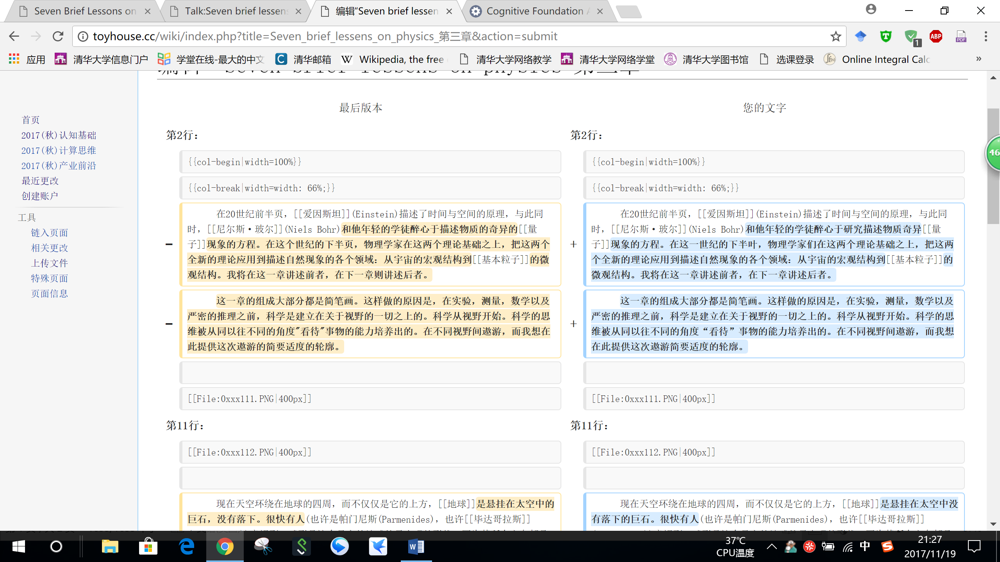 Seven Brief Lessons on
Talk:Seven brief lessens
编辑“Seven brief lessen
Cognitive Foundation
toyhouse.cc/wiki/index.php?title=Seven_brief_lessens_on_physics_第三章&action=submit
ABP
PDF
1
应用
清华大学信息门户
学堂在线-最大的中文
清华邮箱
Wikipedia, the free
清华大学网络教学
清华大学网络学堂
清华大学图书馆
选课登录
Online Integral Calc
»
首页
2017(秋)认知基础
2017(秋)计算思维
2017(秋)产业前沿
最近更改
创建账户
工具
链入页面
相关更改
上传文件
特殊页面
页面信息
最后版本
您的文字
第2行：
第2行：
{{col-begin|width=100%}}
{{col-begin|width=100%}}
{{col-break|width=width: 66%;}}
{{col-break|width=width: 66%;}}
−
在20世纪前半页，[[爱因斯坦]](Einstein)描述了时间与空间的原理，与此同
时，[[尼尔斯·玻尔]](Niels Bohr)和他年轻的学徒醉心于描述物质的奇异的[[量
子]]现象的方程。在这个世纪的下半页，物理学家在这两个理论基础之上，把这两个
全新的理论应用到描述自然现象的各个领域：从宇宙的宏观结构到[[基本粒子]]的微
观结构。我将在这一章讲述前者，在下一章则讲述后者。
+
在20世纪前半页，[[爱因斯坦]](Einstein)描述了时间与空间的原理，与此同
时，[[尼尔斯·玻尔]](Niels Bohr)和他年轻的学徒醉心于研究描述物质奇异[[量
子]]现象的方程。在这一世纪的下半叶，物理学家们在这两个理论基础之上，把这两
个全新的理论应用到描述自然现象的各个领域：从宇宙的宏观结构到[[基本粒子]]的
微观结构。我将在这一章讲述前者，在下一章讲述后者。
−
这一章的组成大部分都是简笔画。这样做的原因是，在实验，测量，数学以及
严密的推理之前，科学是建立在关于视野的一切之上的。科学从视野开始。科学的思
维被从同以往不同的角度"看待"事物的能力培养出的。在不同视野间遨游，而我想在
此提供这次遨游的简要适度的轮廓。
+
这一章的组成大部分都是简笔画。这样做的原因是，在实验，测量，数学以及
严密的推理之前，科学是建立在关于视野的一切之上的。科学从视野开始。科学的思
维被从同以往不同的角度“看待”事物的能力培养出的。在不同视野间遨游，而我想
在此提供这次遨游简要适度的轮廓。
[[File:0xxx111.PNG|400px]]
[[File:0xxx111.PNG|400px]]
第11行：
第11行：
[[File:0xxx112.PNG|400px]]
[[File:0xxx112.PNG|400px]]
现在天空环绕在地球的四周，而不仅仅是它的上方，[[地球]]是悬挂在太空中的
巨石，没有落下。很快有人(也许是帕门尼斯(Parmenides)，也许[[毕达哥拉斯]]
现在天空环绕在地球的四周，而不仅仅是它的上方，[[地球]]是悬挂在太空中没
有落下的巨石。很快有人(也许是帕门尼斯(Parmenides)，也许[[毕达哥拉斯]]
46
37℃
CPU温度
中
21:27
2017/11/19